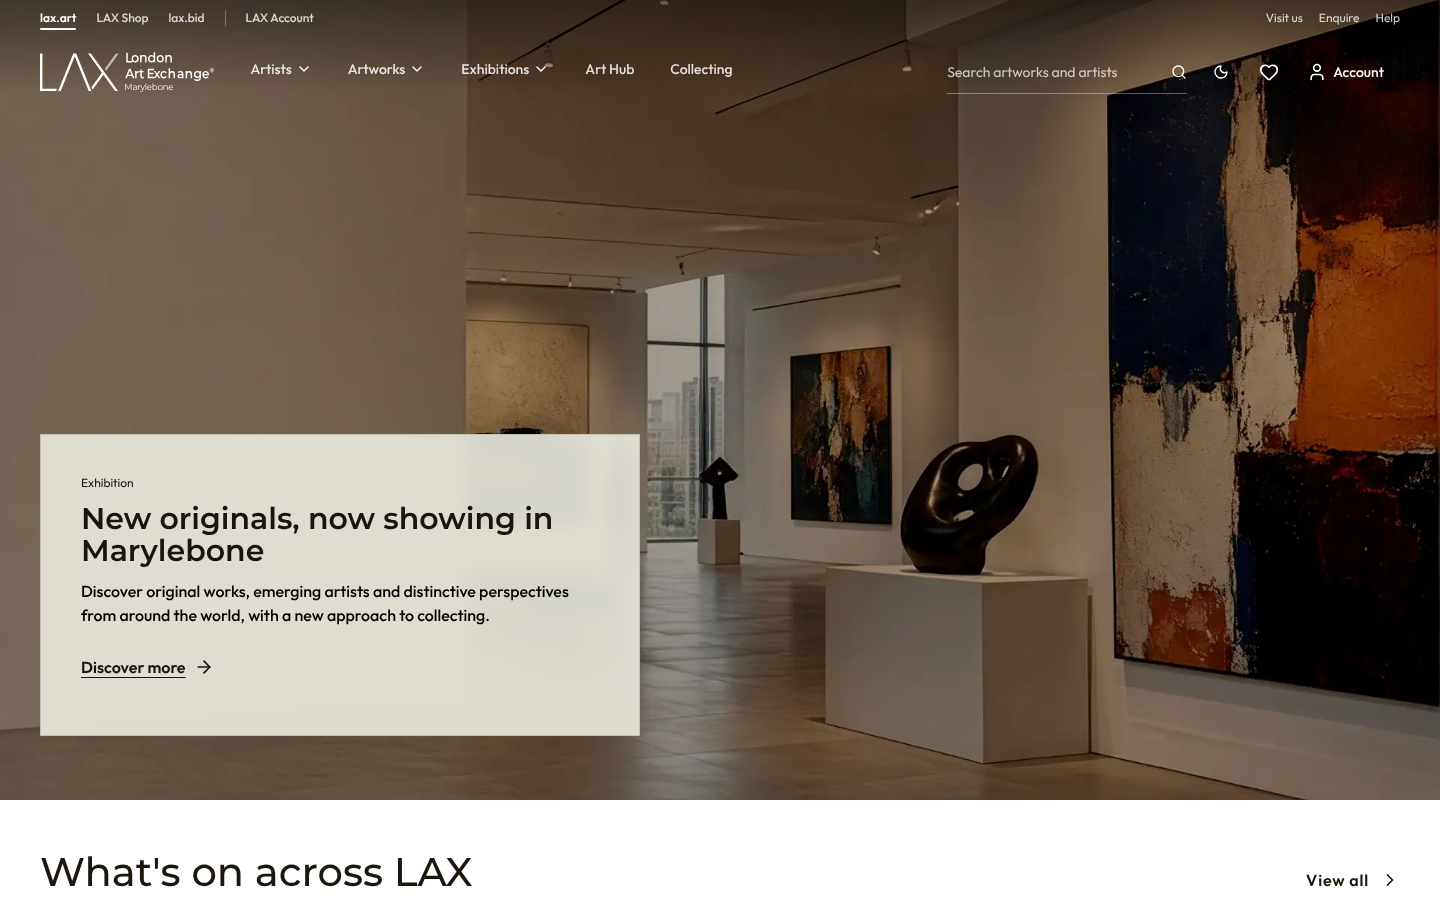 lax.art
LAX Shop
lax.bid
LAX Account
Visit us
Enquire
Help
LAX
London
Art Exchange®
Marylebone
Artists
Artworks
Exhibitions
Art Hub
Collecting
Search artworks and artists
Account
Exhibition
New originals, now showing in
Marylebone
Discover original works, emerging artists and distinctive perspectives
from around the world, with a new approach to collecting.
Discover more
What's on across LAX
View all